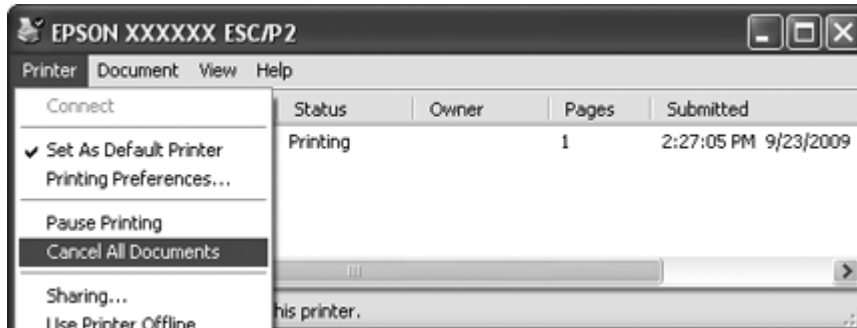 EPSON XXXXXX ESC/P2
Printer Document View Help
Connect
Set As Default Printer
Printing Preferences...
Pause Printing
Cancel All Documents
Sharing...
Use Printer Offline
Status Owner Pages Submitted
Printing 1 2:27:05 PM 9/23/2009
his printer.